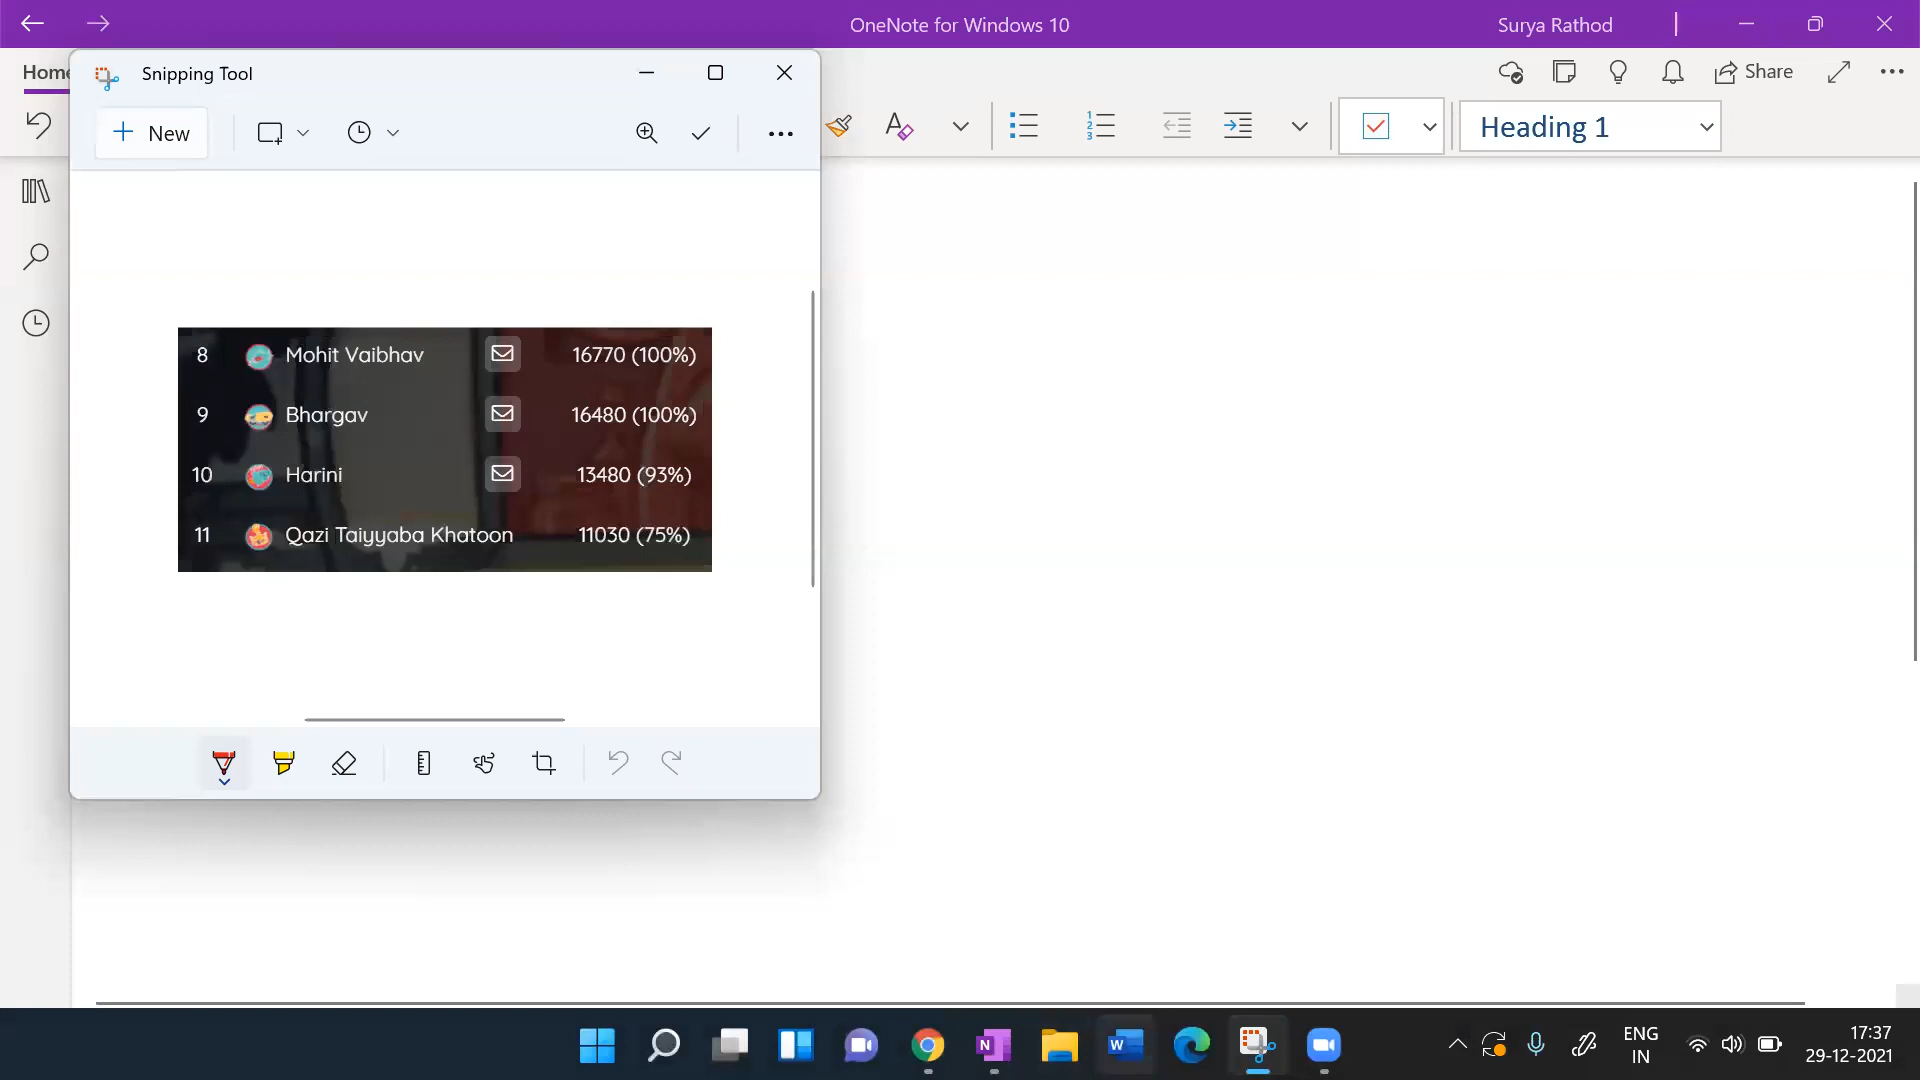 OneNote for Windows 10
Surya Rathod
Home
Snipping Tool
Share
New
Heading 1
8 Mohit Vaibhav 16770 (100%)
9 Bhargav 16480 (100%)
10 Harini 13480 (93%)
11 Qazi Taiyyaba Khatoon 11030 (75%)
ENG
IN
17:37
29-12-2021